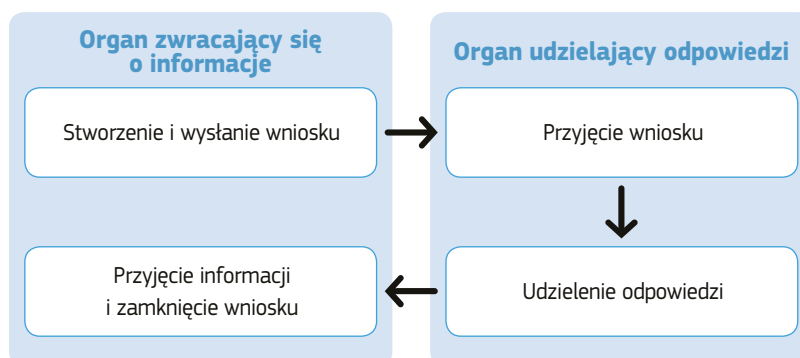 Organ zwracający się
o informacje
Organ udzielający odpowiedzi
Stworzenie i wysłanie wniosku
Przyjęcie wniosku
Przyjęcie informacji
i zamknięcie wniosku
Udzielenie odpowiedzi